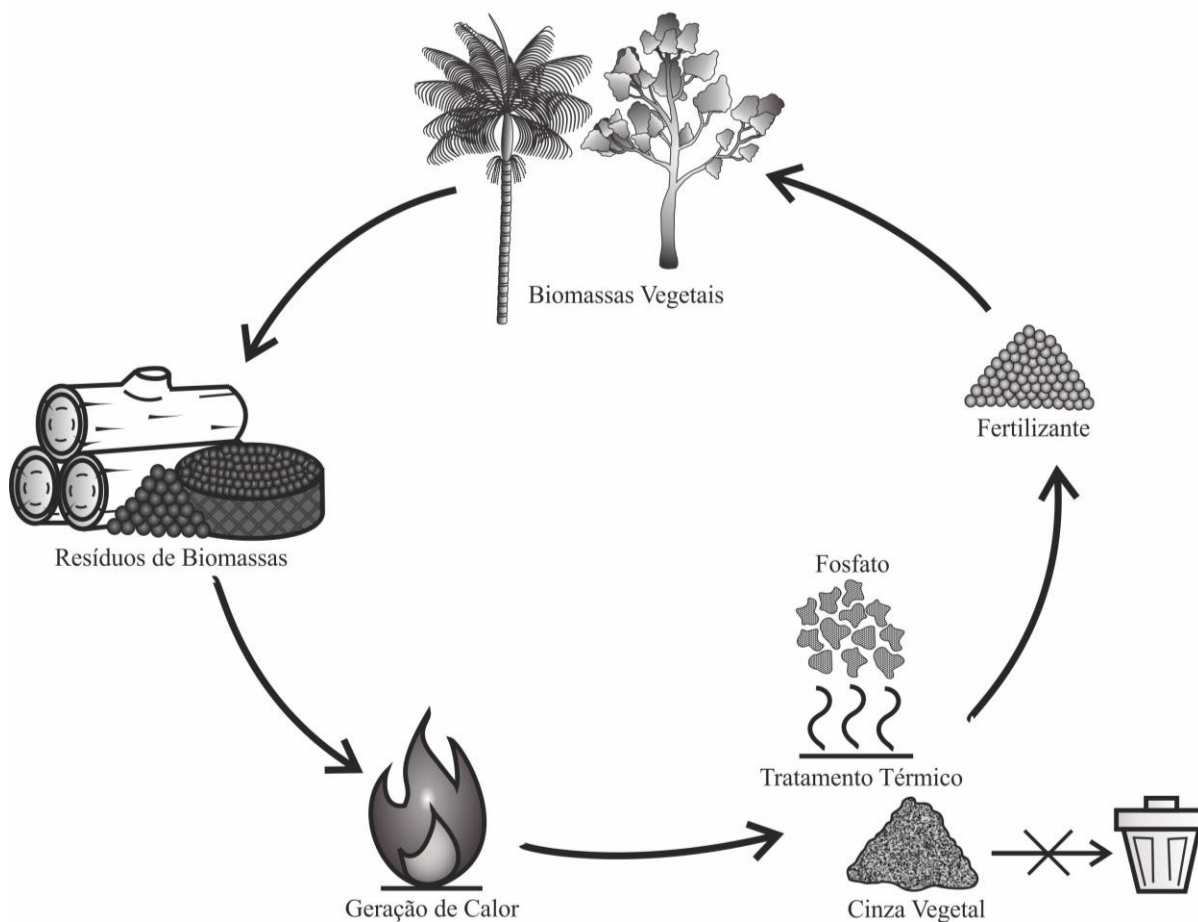 Biomassas Vegetais
Fertilizante
Resíduos de Biomassas
Fosfato
Tratamento Térmico
Geração de Calor
Cinza Vegetal